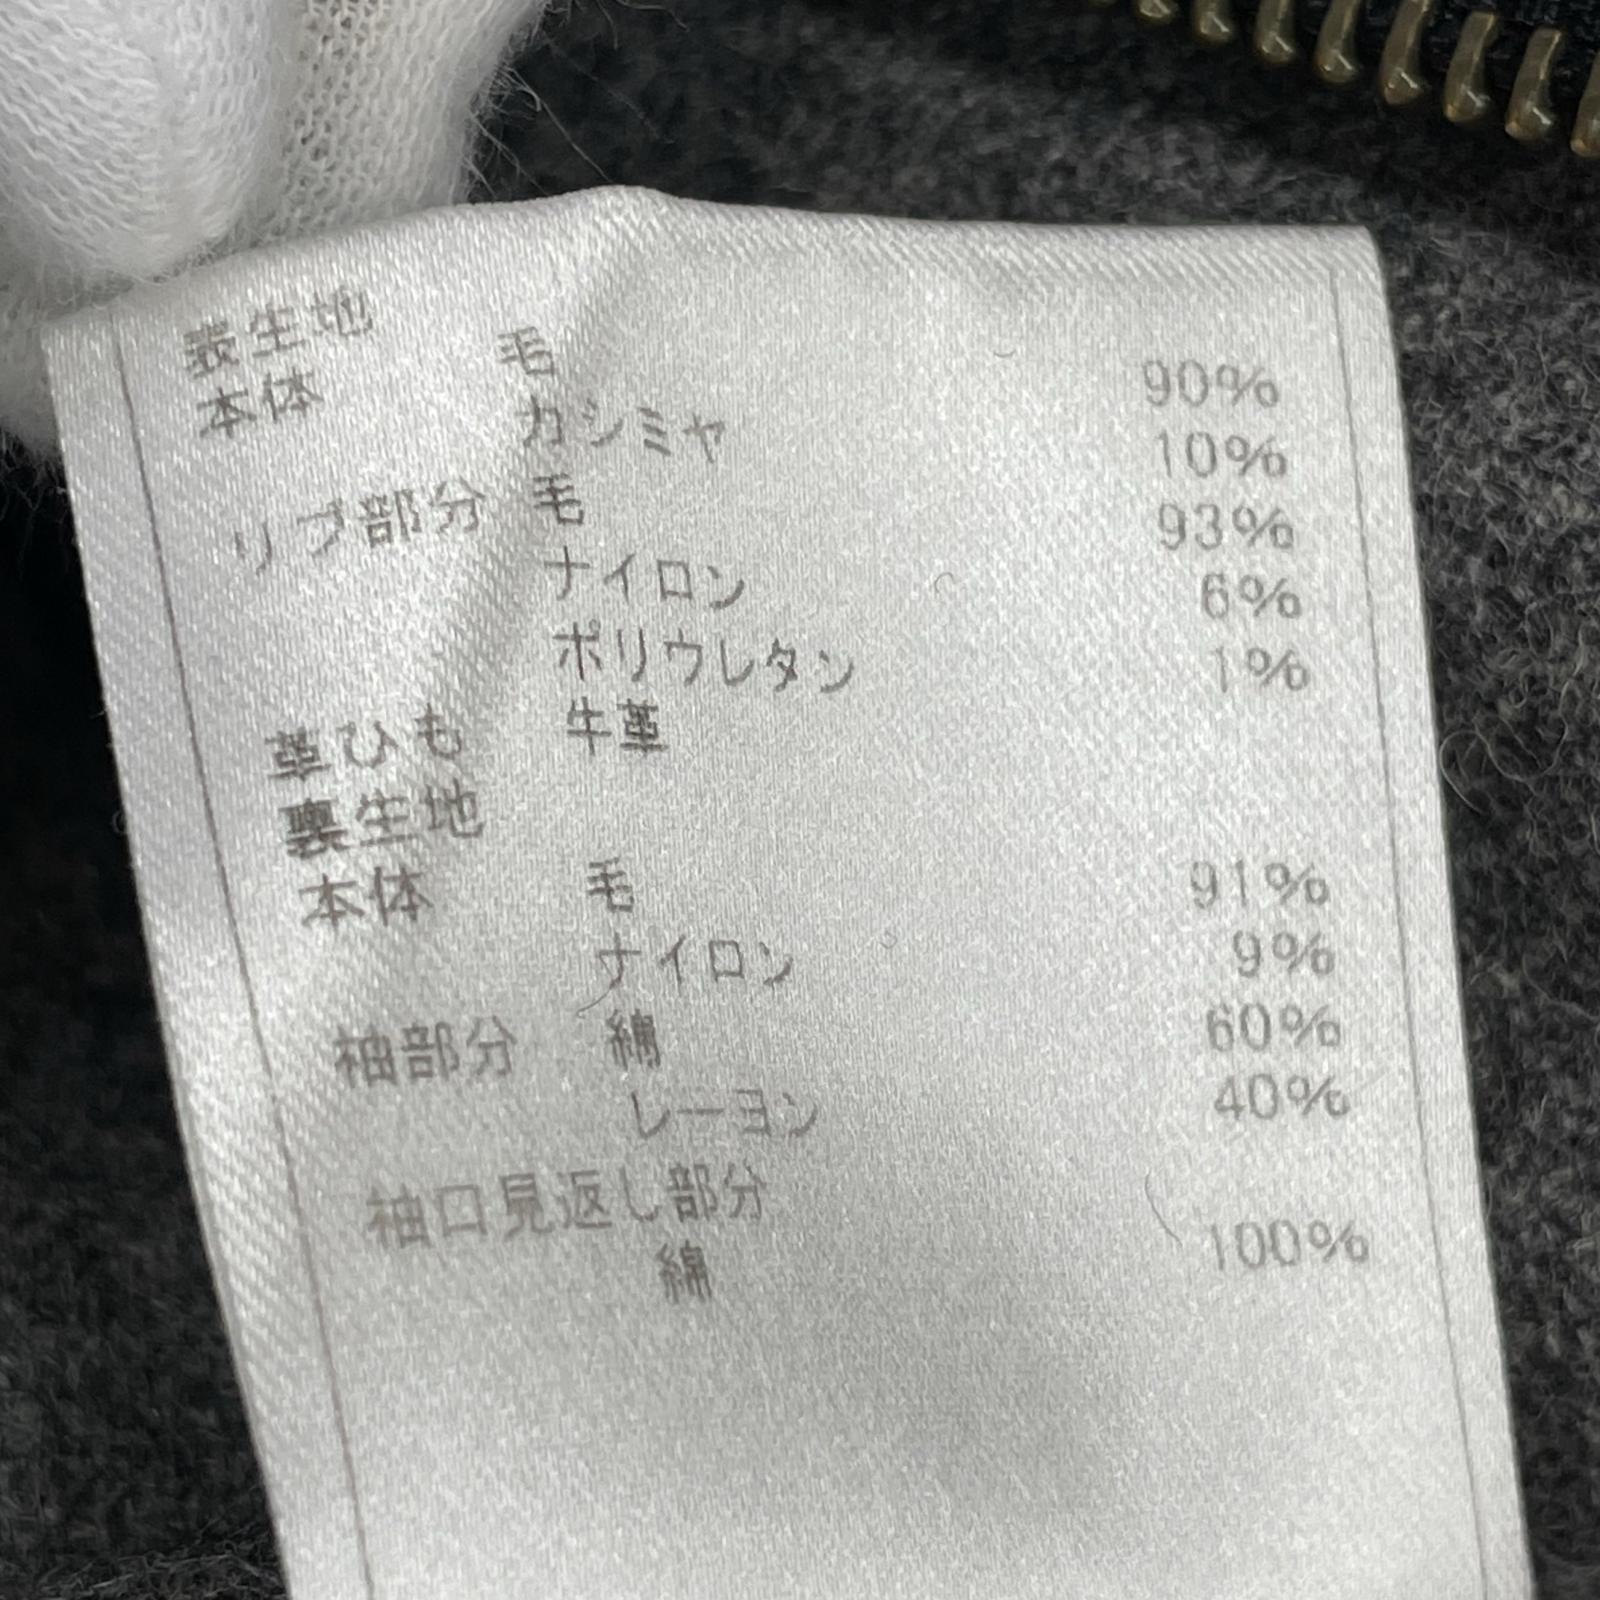 表生地
本体 毛 90%
カシミヤ 10%
リブ部分 毛 93%
ナイロン 6%
ポリウレタン 1%
革ひも 牛革
裏生地
本体 毛 91%
ナイロン 9%
袖部分 綿 60%
レーヨン 40%
袖口見返し部分
綿 100%